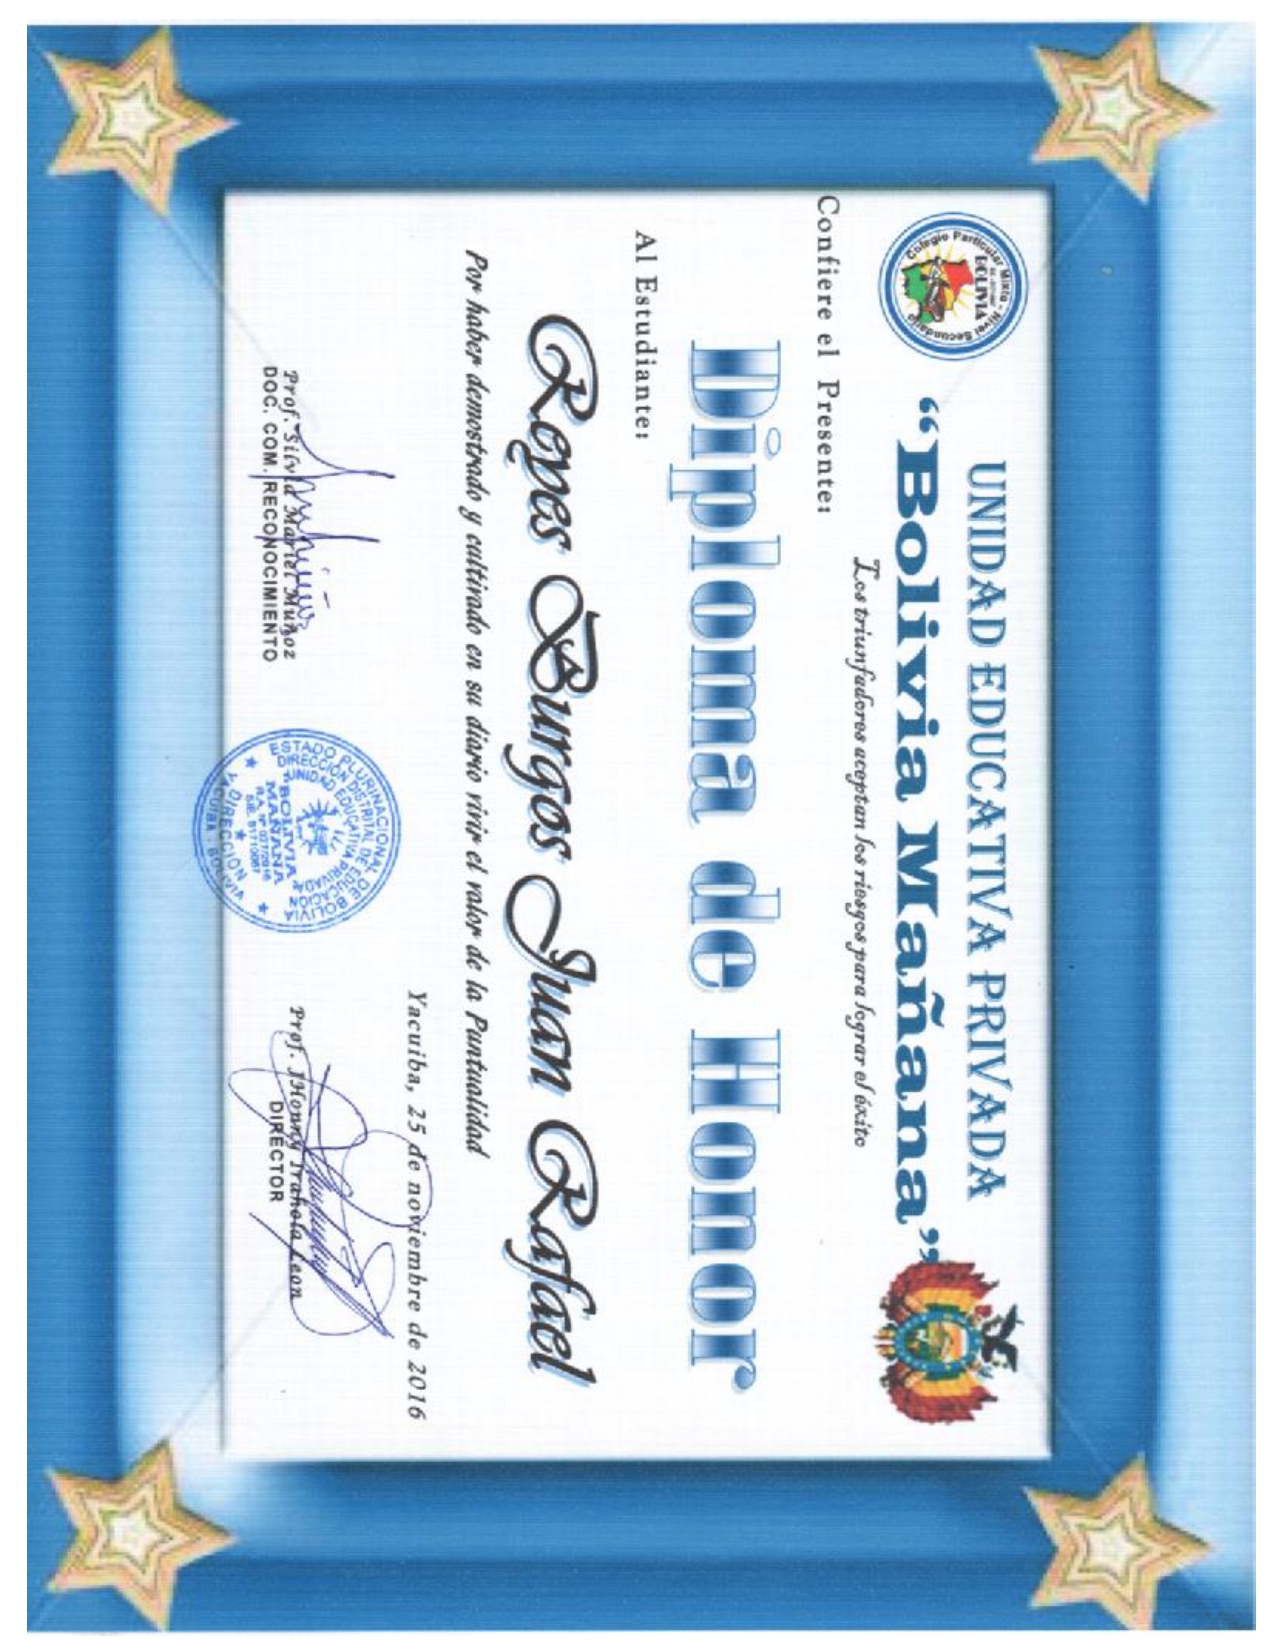 Colegio Particular Mixto - Nivel Secundario
BOLIVIA
UNIDAD EDUCATIVA PRIVADA
“Bolivia Mañana”
Los triunfadores aceptan los riesgos para lograr el éxito
Confiere el Presente:
Diploma de Honor
Al Estudiante:
Reyes Burgos Juan Rafael
Por haber demostrado y cultivado en su diario vivir el valor de la Puntualidad
Yacuiba, 25 de noviembre de 2016
Prof. Silvia Mariel Muñoz
DOC. COM. RECONOCIMIENTO
ESTADO PLURINACIONAL DE BOLIVIA
DIRECCIÓN DISTRITAL DE EDUCACIÓN
UNIDAD EDUCATIVA PRIVADA
BOLIVIA
MAÑANA
R.A. Nº 027/2016
SIE. 81710087
DIRECCIÓN
YACUIBA - BOLIVIA
Prof. JHonny Irahola Leon
DIRECTOR